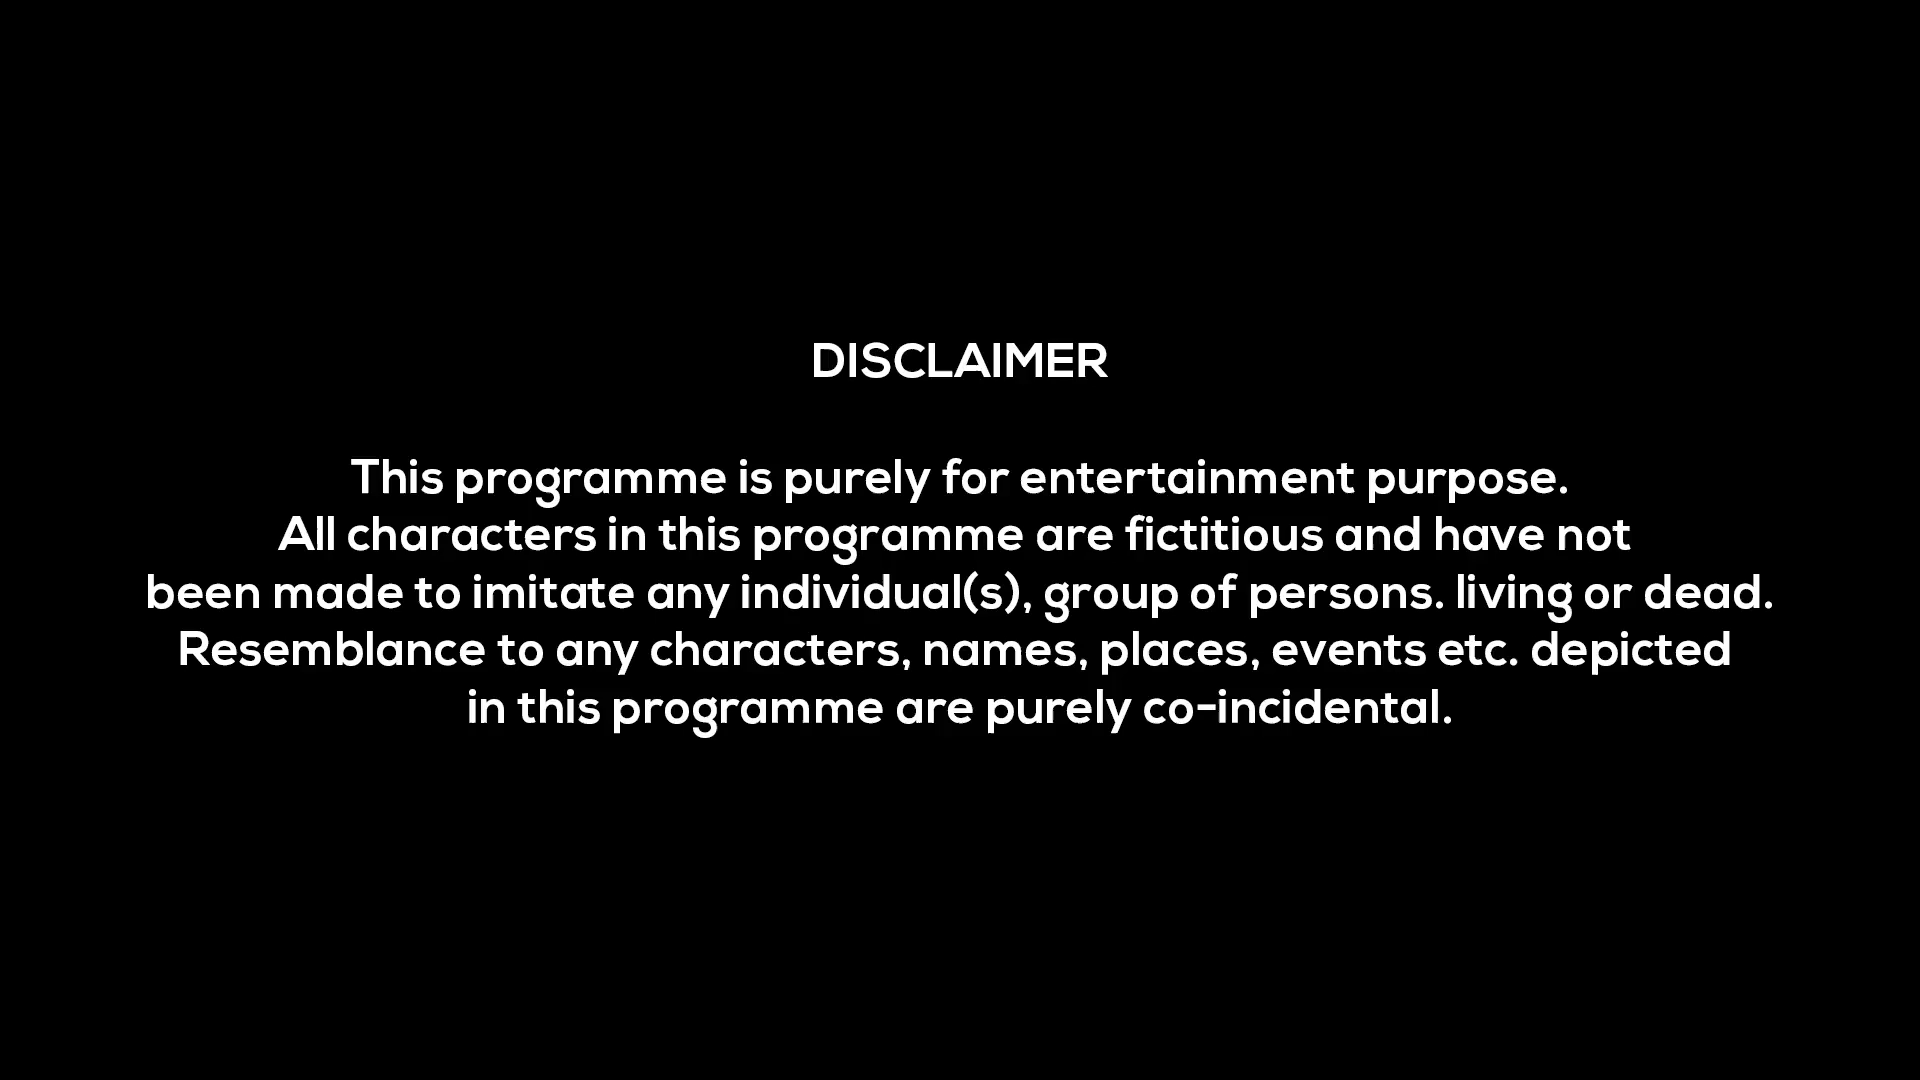 DISCLAIMER
This programme is purely for entertainment purpose.
All characters in this programme are fictitious and have not
been made to imitate any individual(s), group of persons. living or dead.
Resemblance to any characters, names, places, events etc. depicted
in this programme are purely co-incidental.